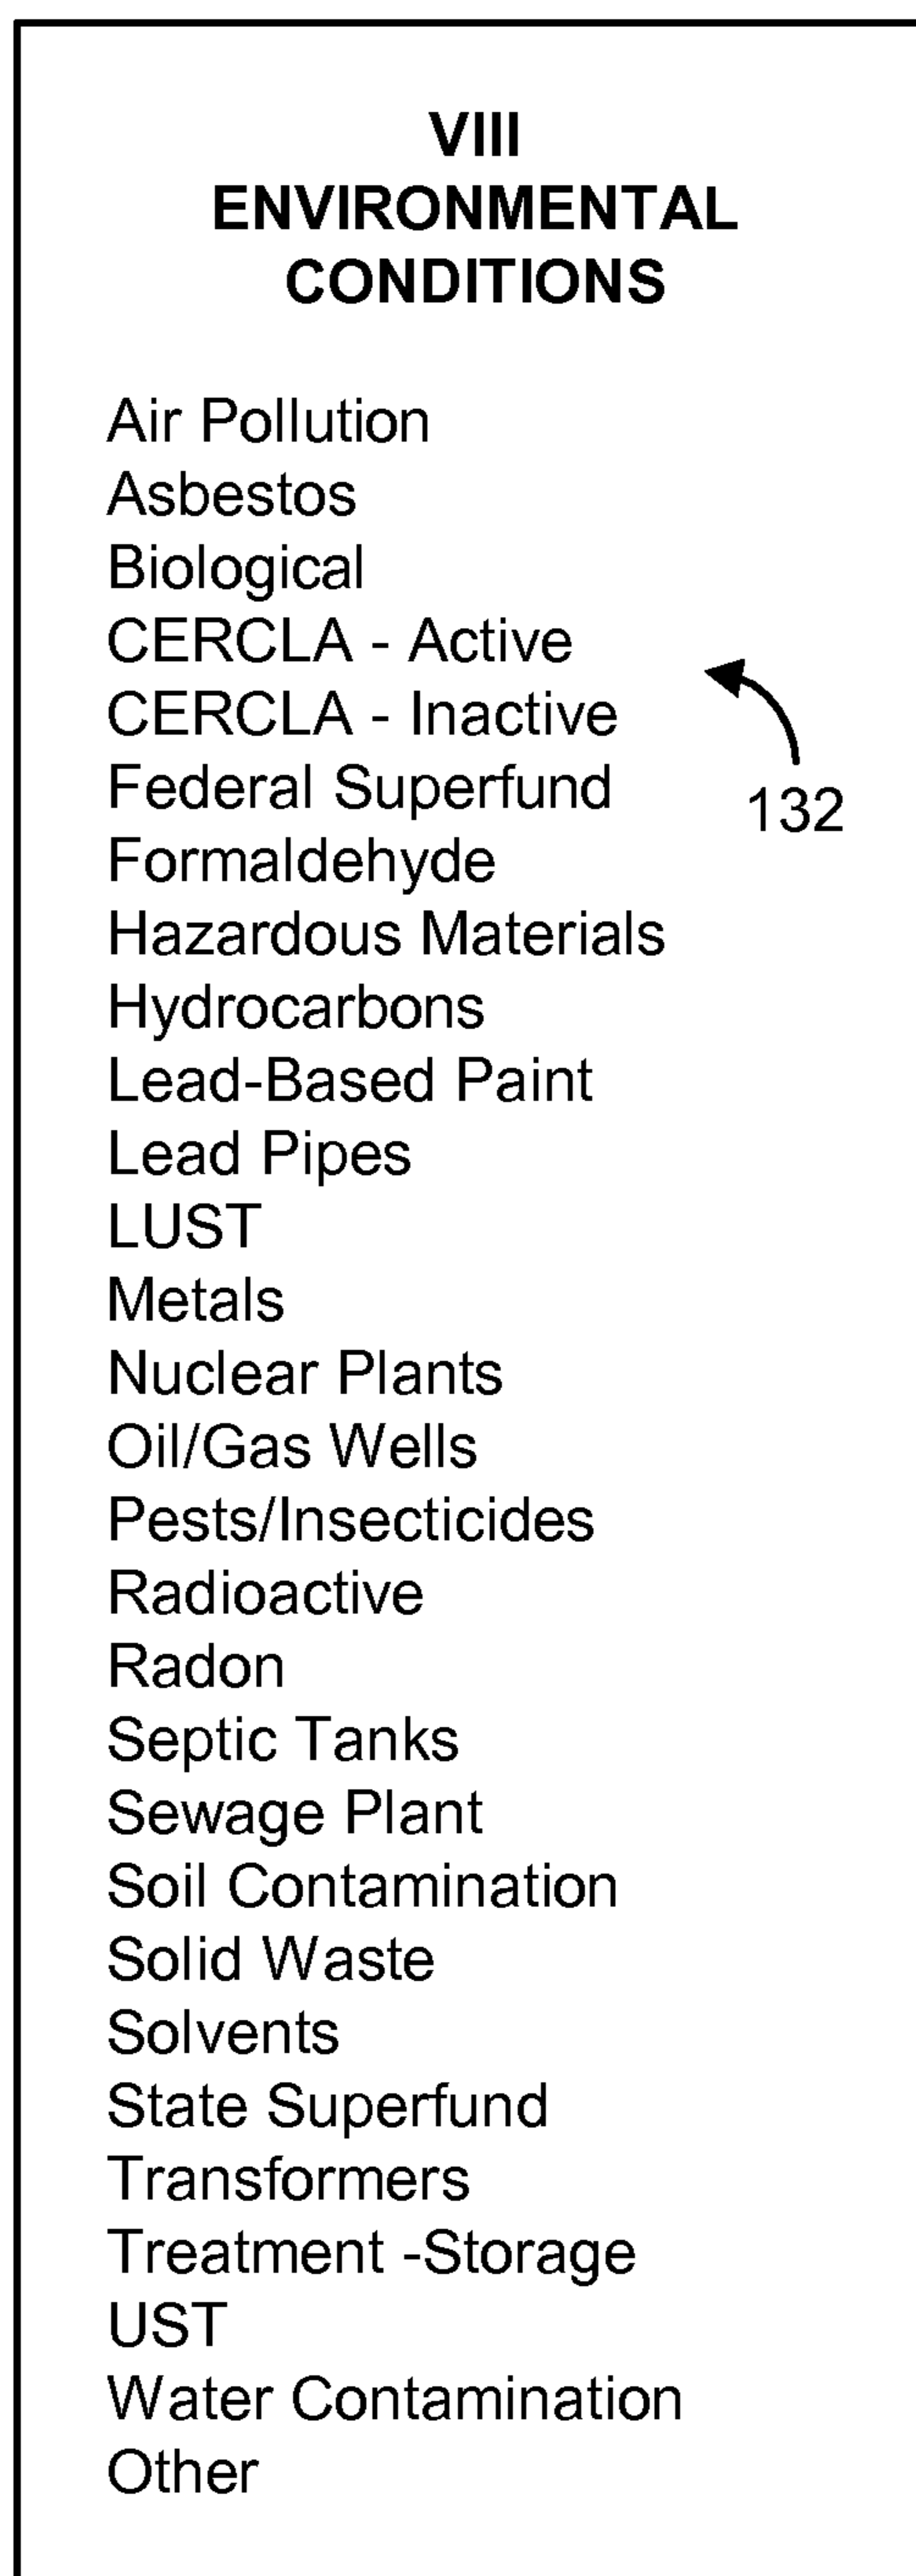 VIII
ENVIRONMENTAL
CONDITIONS
Air Pollution
Asbestos
Biological
CERCLA - Active
CERCLA - Inactive
Federal Superfund
132
Formaldehyde
Hazardous Materials
Hydrocarbons
Lead-Based Paint
Lead Pipes
LUST
Metals
Nuclear Plants
Oil/Gas Wells
Pests/Insecticides
Radioactive
Radon
Septic Tanks
Sewage Plant
Soil Contamination
Solid Waste
Solvents
State Superfund
Transformers
Treatment -Storage
UST
Water Contamination
Other